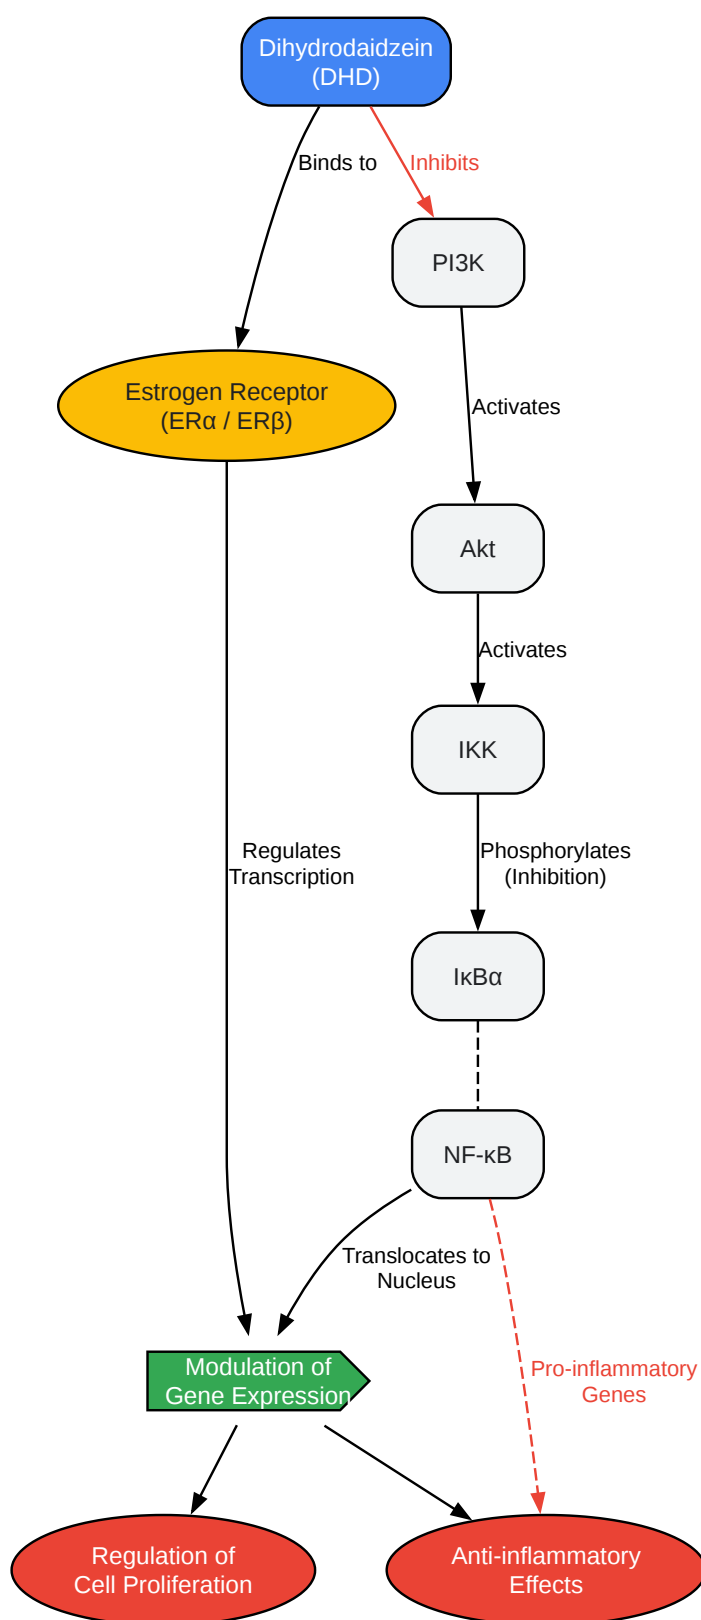 Dihydrodaidzein
(DHD)
Binds to
Inhibits
PI3K
Estrogen Receptor
(ERα / ERβ)
Activates
Akt
Activates
IKK
Regulates
Transcription
Phosphorylates
(Inhibition)
IκBα
NF-κB
Translocates to
Nucleus
Modulation of
Gene Expression
Pro-inflammatory
Genes
Regulation of
Cell Proliferation
Anti-inflammatory
Effects